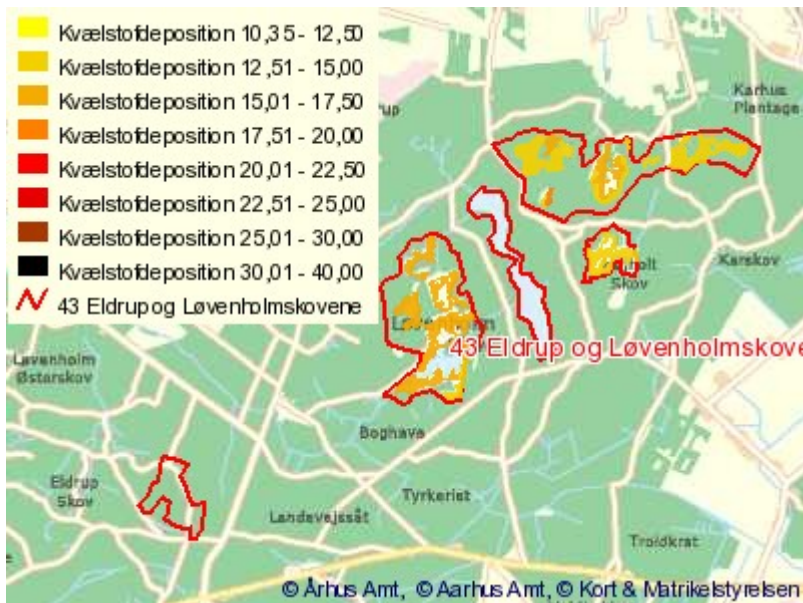 Kvælstofdeposition 10,35 - 12,50
Kvælstofdeposition 12,51 - 15,00
Kvælstofdeposition 15,01 - 17,50
Kvælstofdeposition 17,51 - 20,00
Kvælstofdeposition 20,01 - 22,50
Kvælstofdeposition 22,51 - 25,00
Kvælstofdeposition 25,01 - 30,00
Kvælstofdeposition 30,01 - 40,00
43 Eldrup og Løvenholmskovene
Karhus
Plantage
Karskov
Skov
Løvenholm
43 Eldrup og Løvenholmskove
Løvenholm
Østerskov
Boghave
Eldrup
Skov
Tyrkerist
Landevejssåt
Troldkrat
© Århus Amt, © Aarhus Amt, © Kort & Matrikelstyrelsen